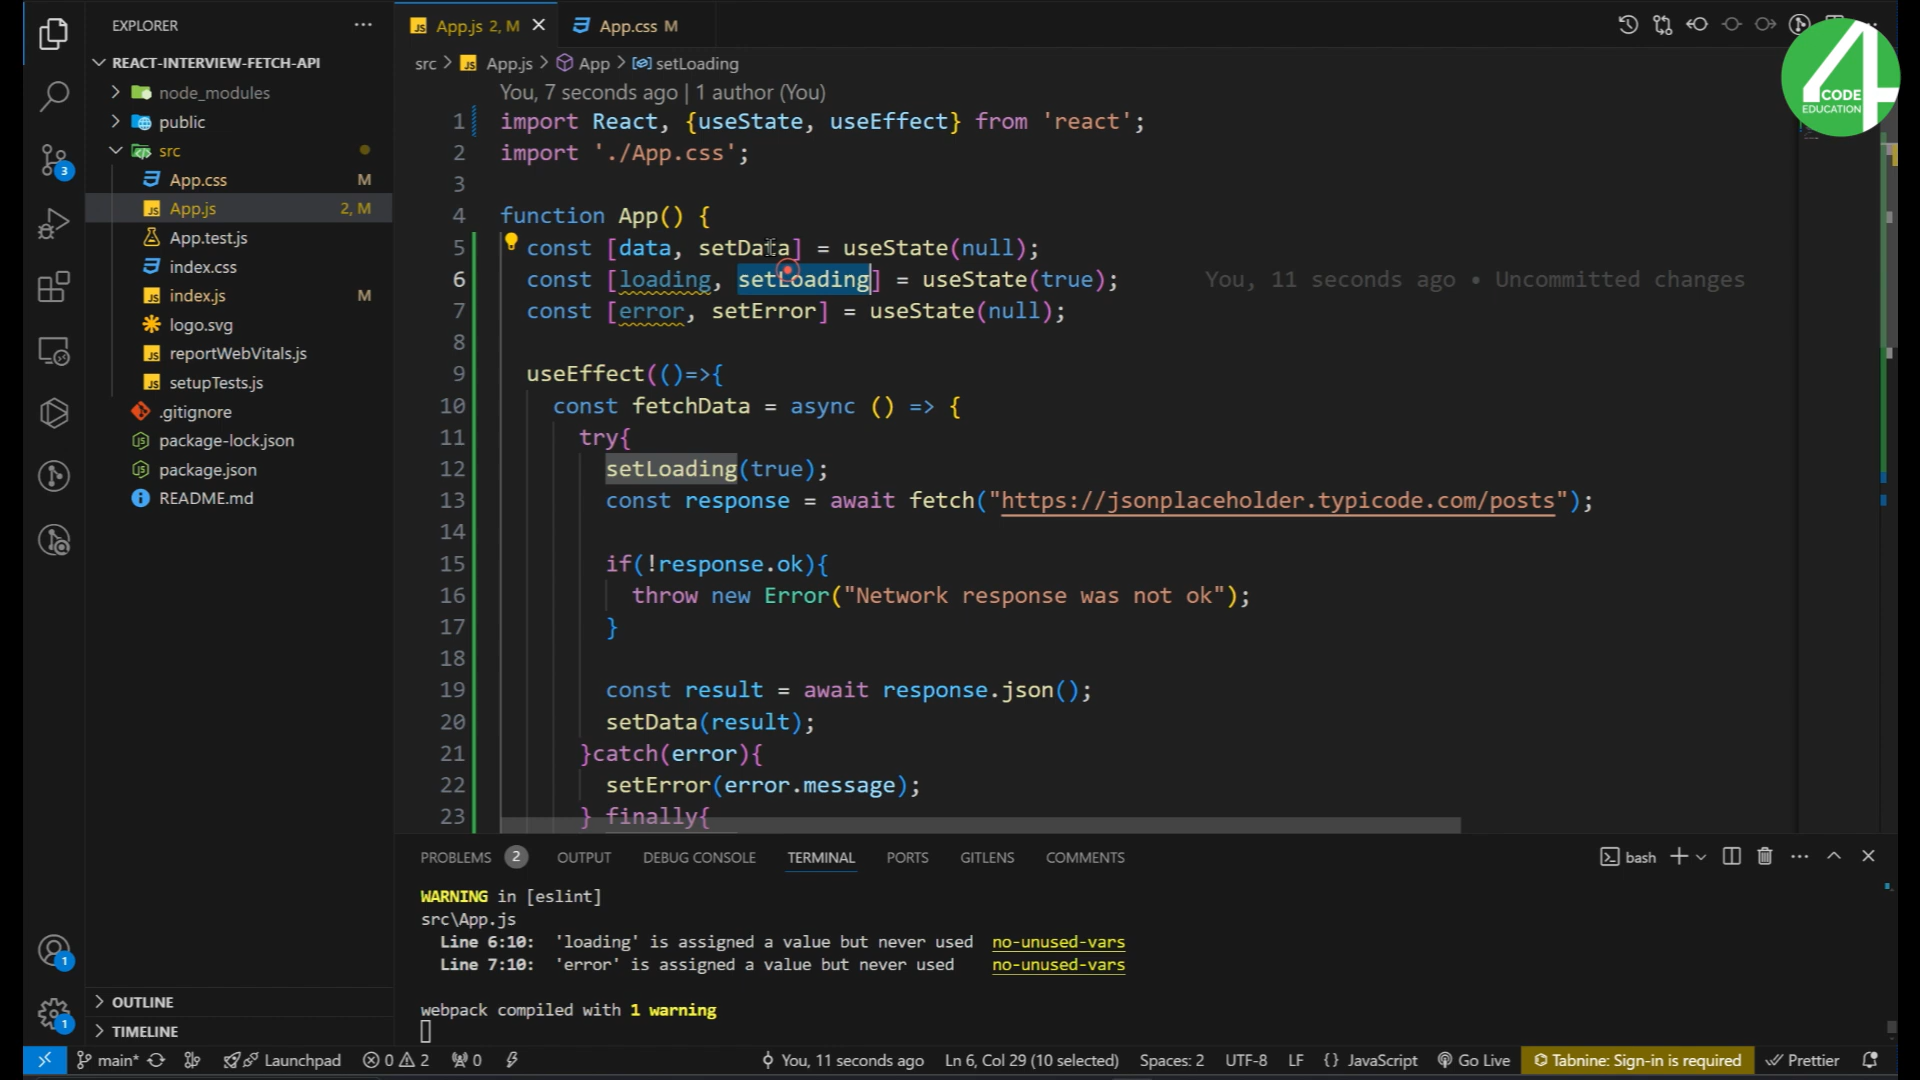 EXPLORER
REACT-INTERVIEW-FETCH-API
node_modules
public
src
App.css M
App.js 2, M
App.test.js
index.css
index.js M
logo.svg
reportWebVitals.js
setupTests.js
.gitignore
package-lock.json
package.json
README.md
OUTLINE
TIMELINE
3
1
1
App.js 2, M
App.css M
4
CODE
EDUCATION
src > App.js > App > setLoading
You, 7 seconds ago | 1 author (You)
1 import React, {useState, useEffect} from 'react';
2 import './App.css';
3
4 function App() {
5 const [data, setData] = useState(null);
6 const [loading, setLoading] = useState(true); You, 11 seconds ago • Uncommitted changes
7 const [error, setError] = useState(null);
8
9 useEffect(()=>{
10 const fetchData = async () => {
11 try{
12 setLoading(true);
13 const response = await fetch("https://jsonplaceholder.typicode.com/posts");
14
15 if(!response.ok){
16 throw new Error("Network response was not ok");
17 }
18
19 const result = await response.json();
20 setData(result);
21 }catch(error){
22 setError(error.message);
23 } finally{
PROBLEMS 2 OUTPUT DEBUG CONSOLE TERMINAL PORTS GITLENS COMMENTS
bash
WARNING in [eslint]
src\App.js
Line 6:10: 'loading' is assigned a value but never used no-unused-vars
Line 7:10: 'error' is assigned a value but never used no-unused-vars
webpack compiled with 1 warning
main* Launchpad 0 2 0 You, 11 seconds ago Ln 6, Col 29 (10 selected) Spaces: 2 UTF-8 LF {} JavaScript Go Live Tabnine: Sign-in is required Prettier